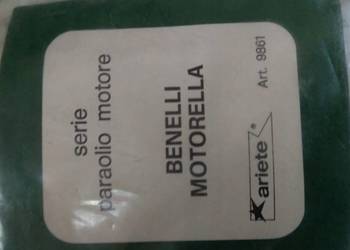 serie
paraolio motore
BENELLI
MOTORELLA
ariete®
Art. 9861